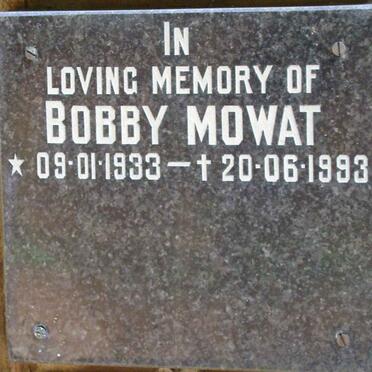 IN
LOVING MEMORY OF
BOBBY MOWAT
★ 09·01·1933 — † 20·06·1993